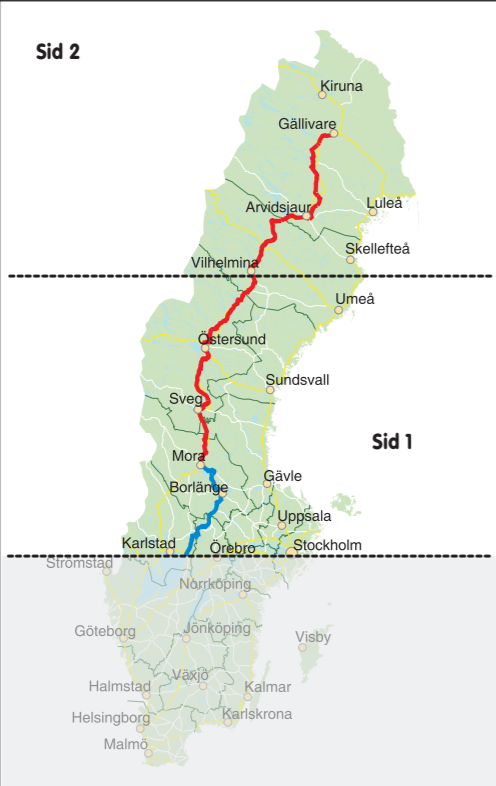 Sid 2
Kiruna
Gällivare
Arvidsjaur
Luleå
Skellefteå
Vilhelmina
Umeå
Östersund
Sundsvall
Sveg
Sid 1
Mora
Gävle
Borlänge
Uppsala
Karlstad
Örebro
Stockholm
Strömstad
Norrköping
Göteborg
Jönköping
Visby
Växjö
Halmstad
Kalmar
Helsingborg
Karlskrona
Malmö